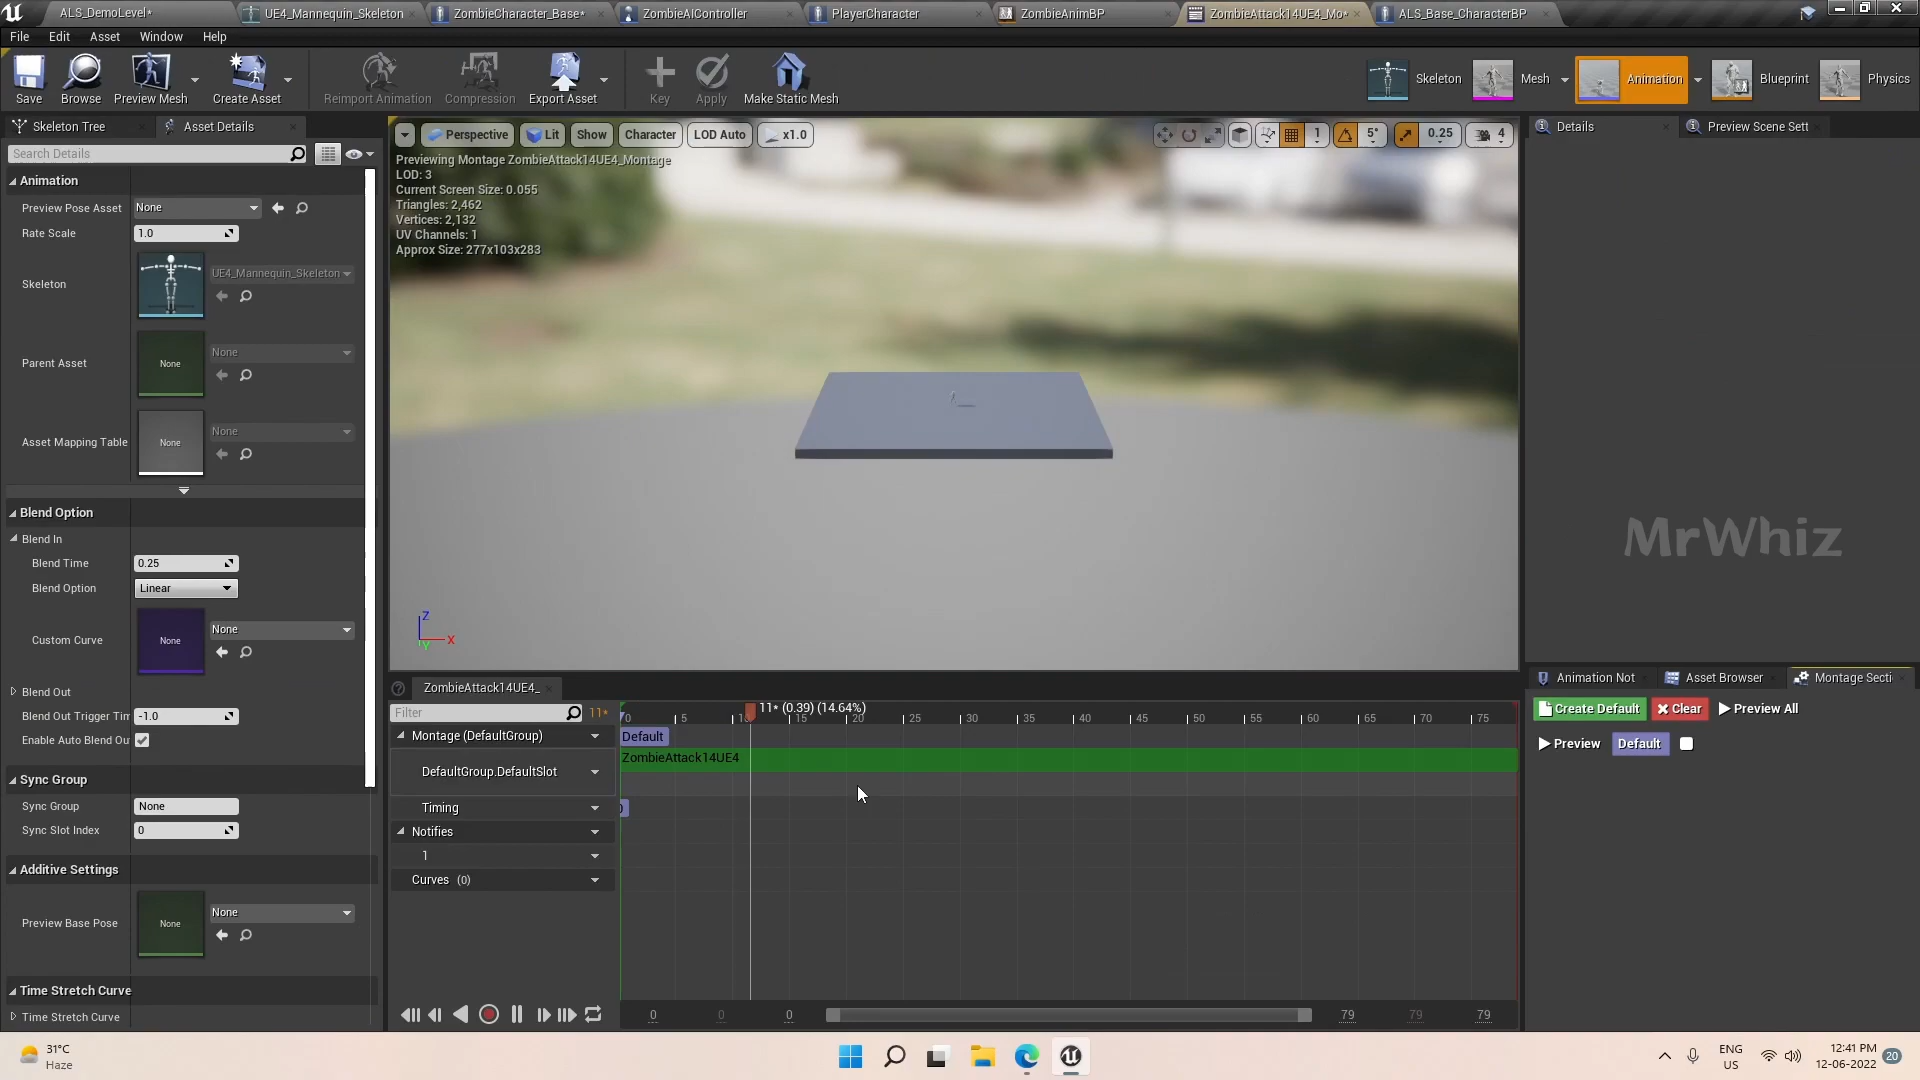 ALS_DemoLevel*
UE4_Mannequin_Skeleton
ZombieCharacter_Base*
ZombieAIController
PlayerCharacter
ZombieAnimBP
ZombieAttack14UE4_Mo*
ALS_Base_CharacterBP
File Edit Asset Window Help
Save
Browse
Preview Mesh
Create Asset
Reimport Animation
Compression
Export Asset
Key
Apply
Make Static Mesh
Skeleton
Mesh
Animation
Blueprint
Physics
Skeleton Tree
Asset Details
Search Details
Animation
Preview Pose Asset None
Rate Scale 1.0
Skeleton UE4_Mannequin_Skeleton
Parent Asset None None
Asset Mapping Table None None
Blend Option
Blend In
Blend Time 0.25
Blend Option Linear
Custom Curve None None
Blend Out
Blend Out Trigger Tim -1.0
Enable Auto Blend Ou
Sync Group
Sync Group None
Sync Slot Index 0
Additive Settings
Preview Base Pose None None
Time Stretch Curve
Time Stretch Curve
Perspective Lit Show Character LOD Auto x1.0
1 5° 0.25 4
Previewing Montage ZombieAttack14UE4_Montage
LOD: 3
Current Screen Size: 0.055
Triangles: 2,462
Vertices: 2,132
UV Channels: 1
Approx Size: 277x103x283
Z
X
Y
ZombieAttack14UE4_
Filter 11*
11* (0.39) (14.64%)
0 5 10 15 20 25 30 35 40 45 50 55 60 65 70 75
Montage (DefaultGroup) Default
ZombieAttack14UE4
DefaultGroup.DefaultSlot
Timing
Notifies
1
Curves (0)
0 0 0 79 79 79
Details
Preview Scene Sett
MrWhiz
Animation Not
Asset Browser
Montage Secti
Create Default Clear Preview All
Preview Default
31°C
Haze
ENG
US
12:41 PM
12-06-2022
20